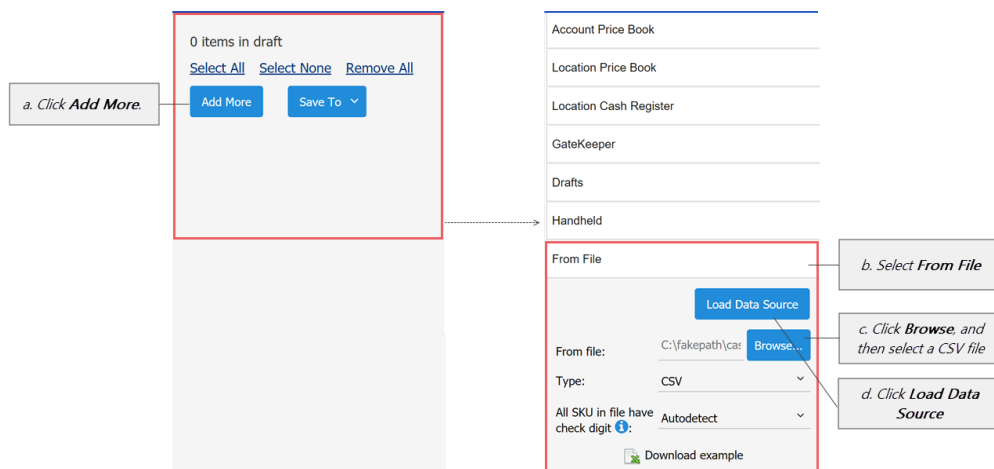 0 items in draft
Select All Select None Remove All
Add More Save To
a. Click Add More.
Account Price Book
Location Price Book
Location Cash Register
GateKeeper
Drafts
Handheld
From File
b. Select From File
Load Data Source
From file: C:\fakepath\cas Browse...
c. Click Browse, and
then select a CSV file
Type: CSV
d. Click Load Data
Source
All SKU in file have
check digit i: Autodetect
Download example